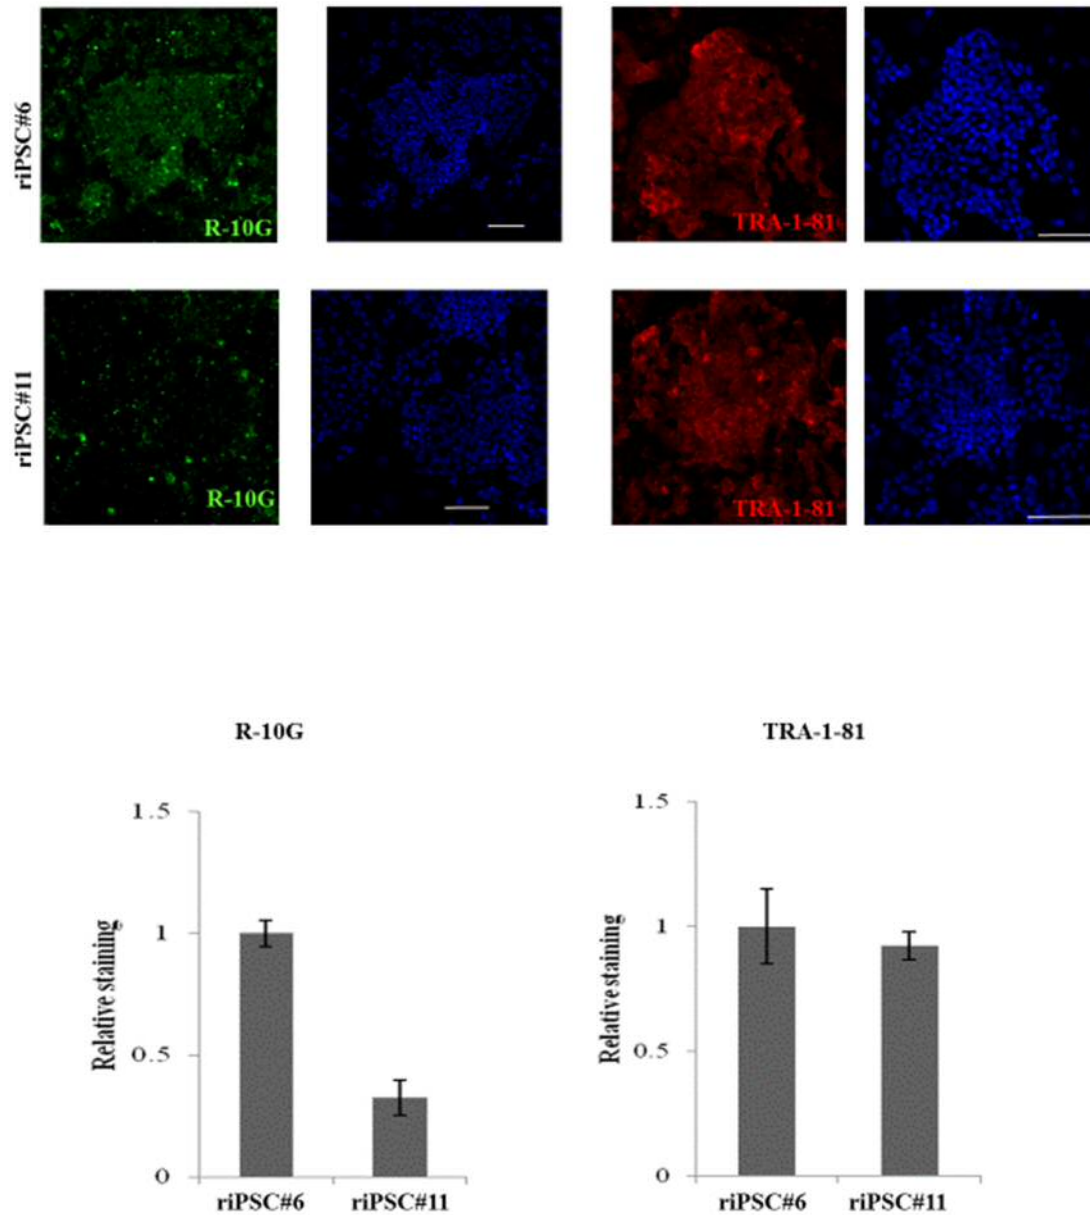 riPSC#6
R-10G
TRA-1-81
riPSC#11
R-10G
TRA-1-81
R-10G
Relative staining
1.5
1
0.5
0
riPSC#6 riPSC#11
TRA-1-81
Relative staining
1.5
1
0.5
0
riPSC#6 riPSC#11